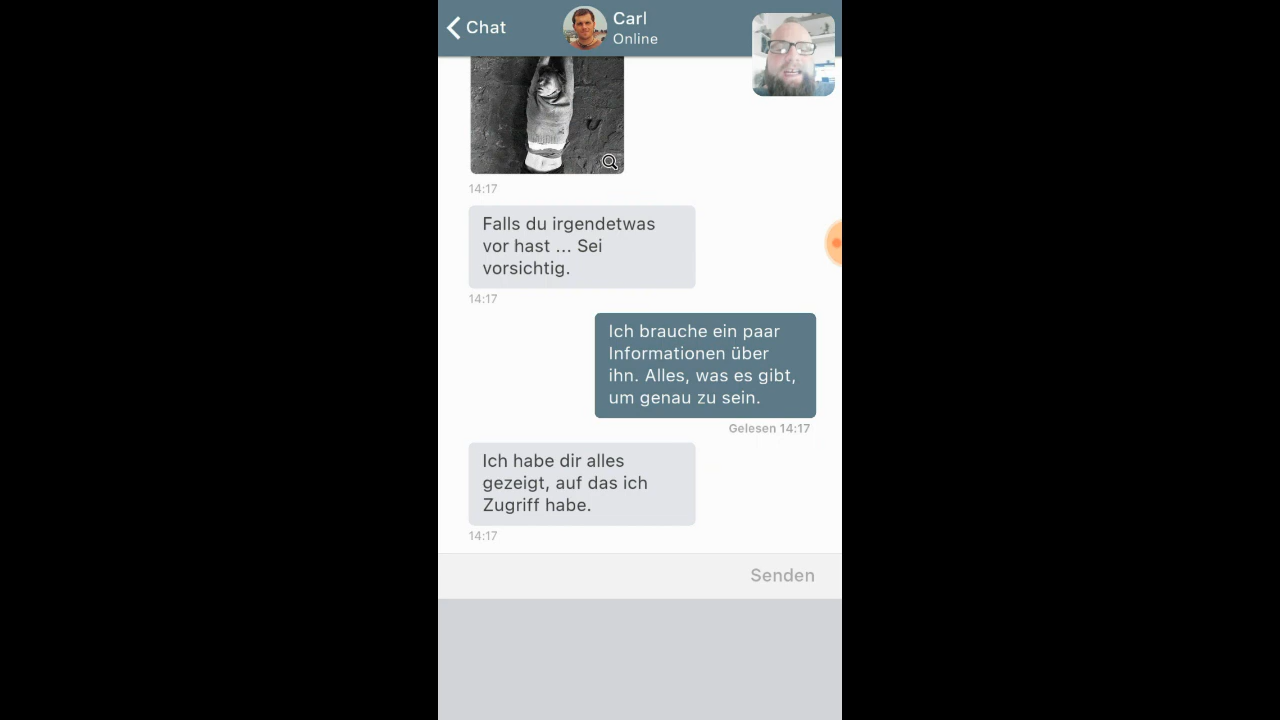 Chat
Carl
Online
14:17
Falls du irgendetwas
vor hast ... Sei
vorsichtig.
14:17
Ich brauche ein paar
Informationen über
ihn. Alles, was es gibt,
um genau zu sein.
Gelesen 14:17
Ich habe dir alles
gezeigt, auf das ich
Zugriff habe.
14:17
Senden